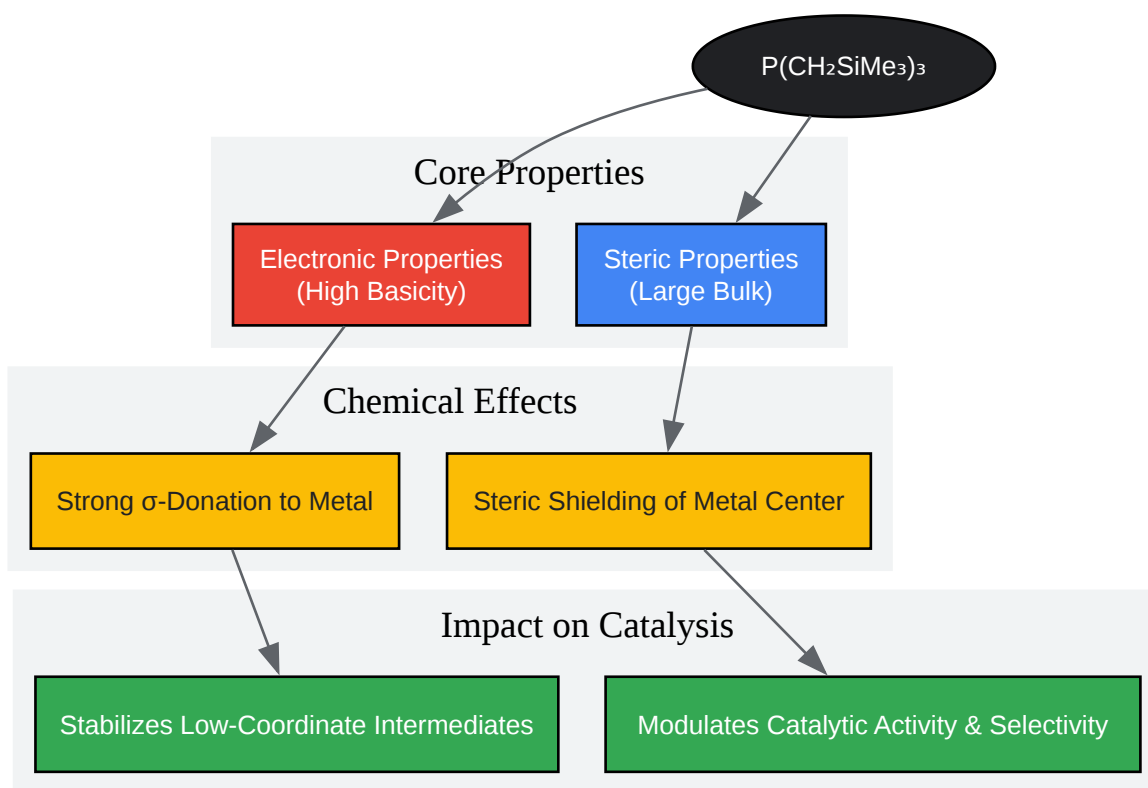 P(CH₂SiMe₃)₃
Core Properties
Electronic Properties
(High Basicity)
Steric Properties
(Large Bulk)
Chemical Effects
Strong σ-Donation to Metal
Steric Shielding of Metal Center
Impact on Catalysis
Stabilizes Low-Coordinate Intermediates
Modulates Catalytic Activity & Selectivity